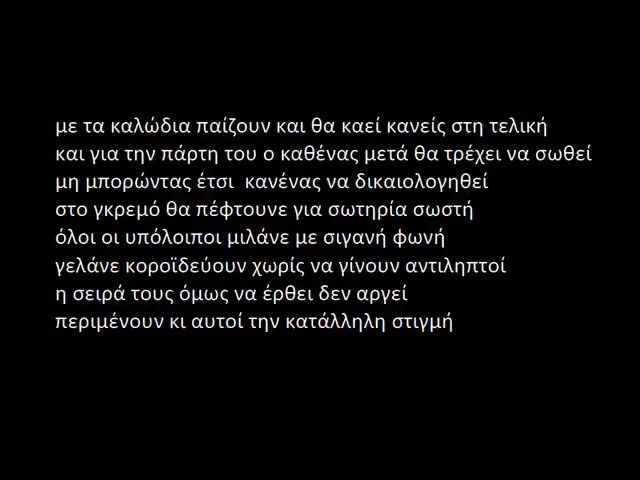 με τα καλώδια παίζουν και θα καεί κανείς στη τελική
και για την πάρτη του ο καθένας μετά θα τρέχει να σωθεί
μη μπορώντας έτσι  κανένας να δικαιολογηθεί
στο γκρεμό θα πέφτουνε για σωτηρία σωστή
όλοι οι υπόλοιποι μιλάνε με σιγανή φωνή
γελάνε κοροϊδεύουν χωρίς να γίνουν αντιληπτοί
η σειρά τους όμως να έρθει δεν αργεί
περιμένουν κι αυτοί την κατάλληλη στιγμή